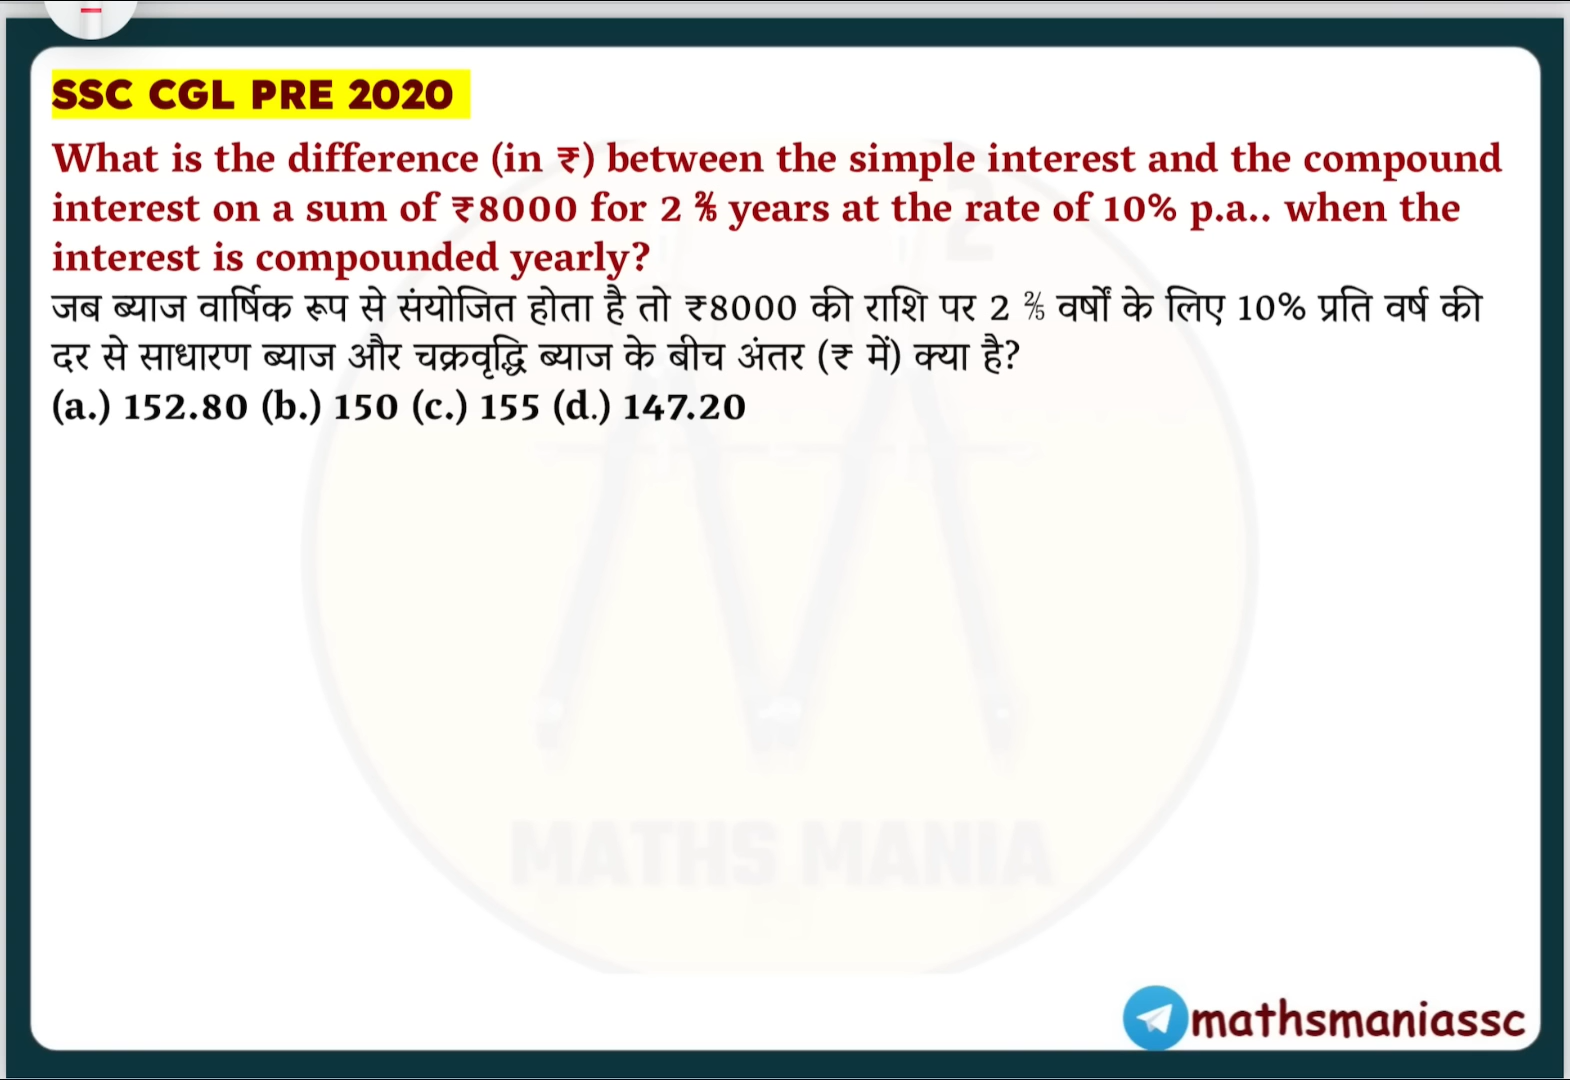 SSC CGL PRE 2020
What is the difference (in ₹) between the simple interest and the compound
interest on a sum of ₹8000 for 2 ⅖ years at the rate of 10% p.a.. when the
interest is compounded yearly?
जब ब्याज वार्षिक रूप से संयोजित होता है तो ₹8000 की राशि पर 2 ⅖ वर्षों के लिए 10% प्रति वर्ष की
दर से साधारण ब्याज और चक्रवृद्धि ब्याज के बीच अंतर (₹ में) क्या है?
(a.) 152.80 (b.) 150 (c.) 155 (d.) 147.20
2
MATHS MANIA
mathsmaniassc